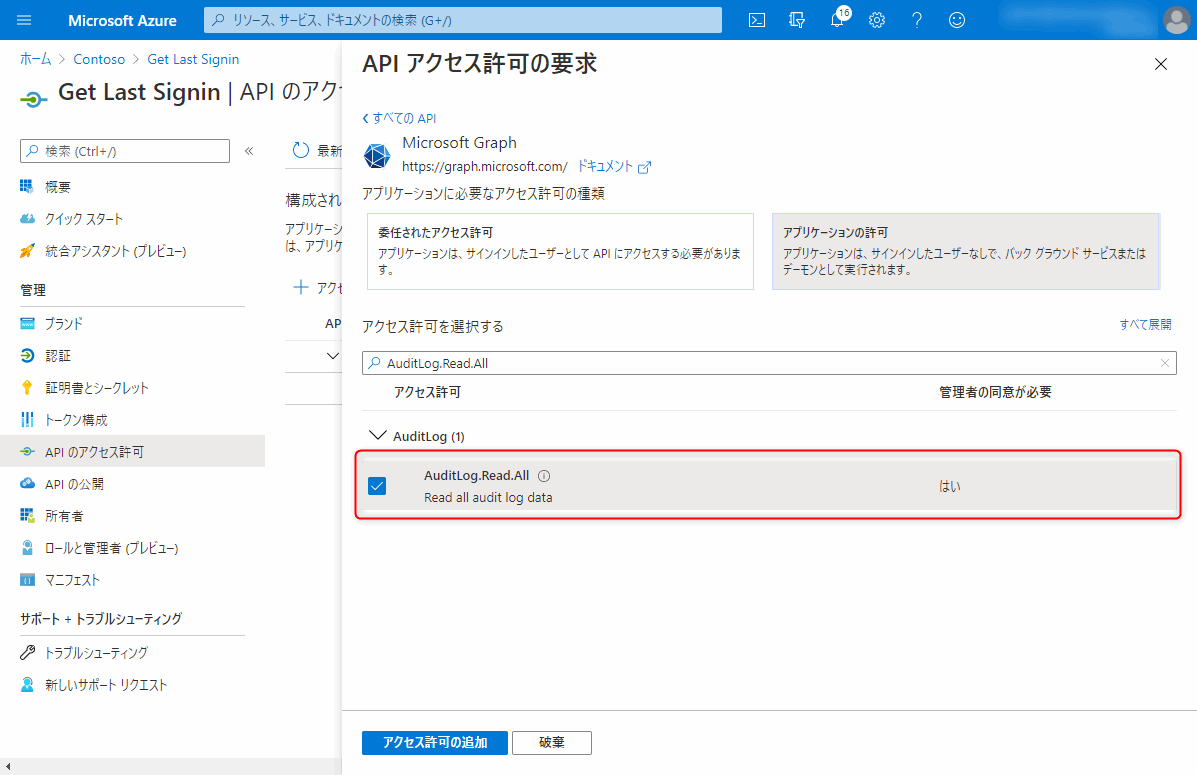 Microsoft Azure
リソース、サービス、ドキュメントの検索 (G+/)
16
ホーム > Contoso > Get Last Signin
Get Last Signin | API のアク
検索 (Ctrl+/)
«
概要
クイック スタート
統合アシスタント (プレビュー)
管理
ブランド
認証
証明書とシークレット
トークン構成
API のアクセス許可
API の公開
所有者
ロールと管理者 (プレビュー)
マニフェスト
サポート + トラブルシューティング
トラブルシューティング
新しいサポート リクエスト
最新
構成され
アプリケーシ
は、アプリケ
アクセ
AP
API アクセス許可の要求
すべての API
Microsoft Graph
https://graph.microsoft.com/ ドキュメント
アプリケーションに必要なアクセス許可の種類
委任されたアクセス許可
アプリケーションは、サインインしたユーザーとして API にアクセスする必要がありま
す。
アプリケーションの許可
アプリケーションは、サインインしたユーザーなしで、バック グラウンド サービスまたは
デーモンとして実行されます。
アクセス許可を選択する
すべて展開
AuditLog.Read.All
アクセス許可
管理者の同意が必要
AuditLog (1)
AuditLog.Read.All
Read all audit log data
はい
アクセス許可の追加
破棄